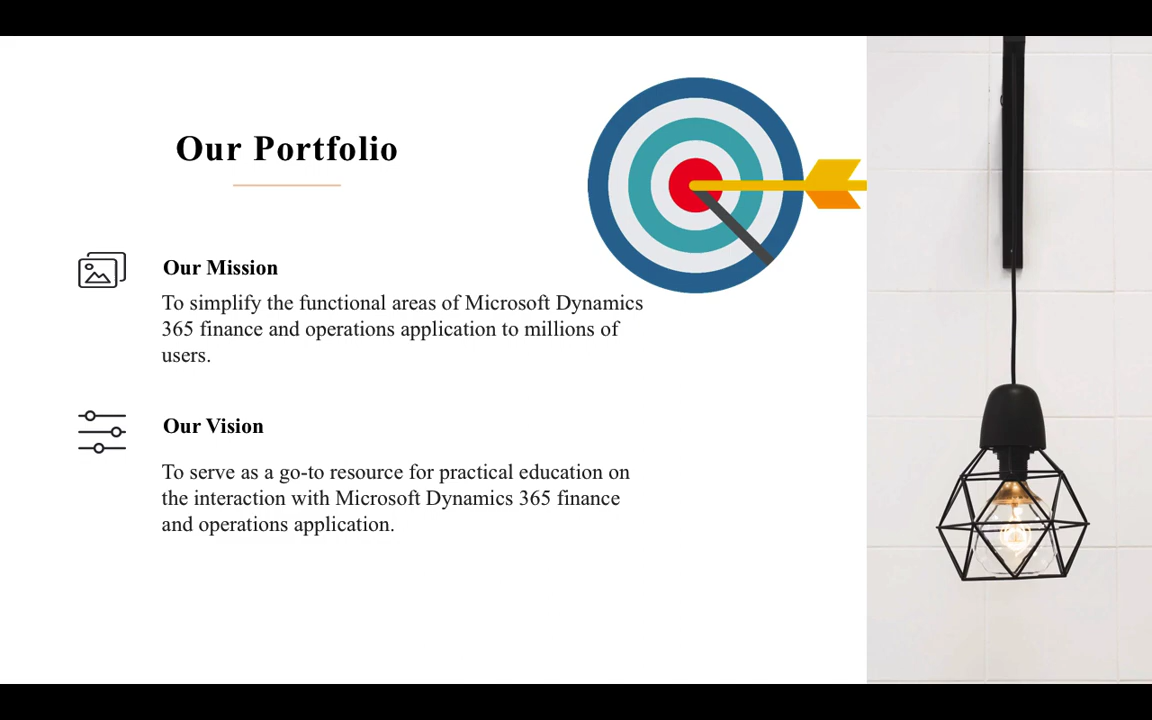 Our Portfolio
Our Mission
To simplify the functional areas of Microsoft Dynamics
365 finance and operations application to millions of
users.
Our Vision
To serve as a go-to resource for practical education on
the interaction with Microsoft Dynamics 365 finance
and operations application.